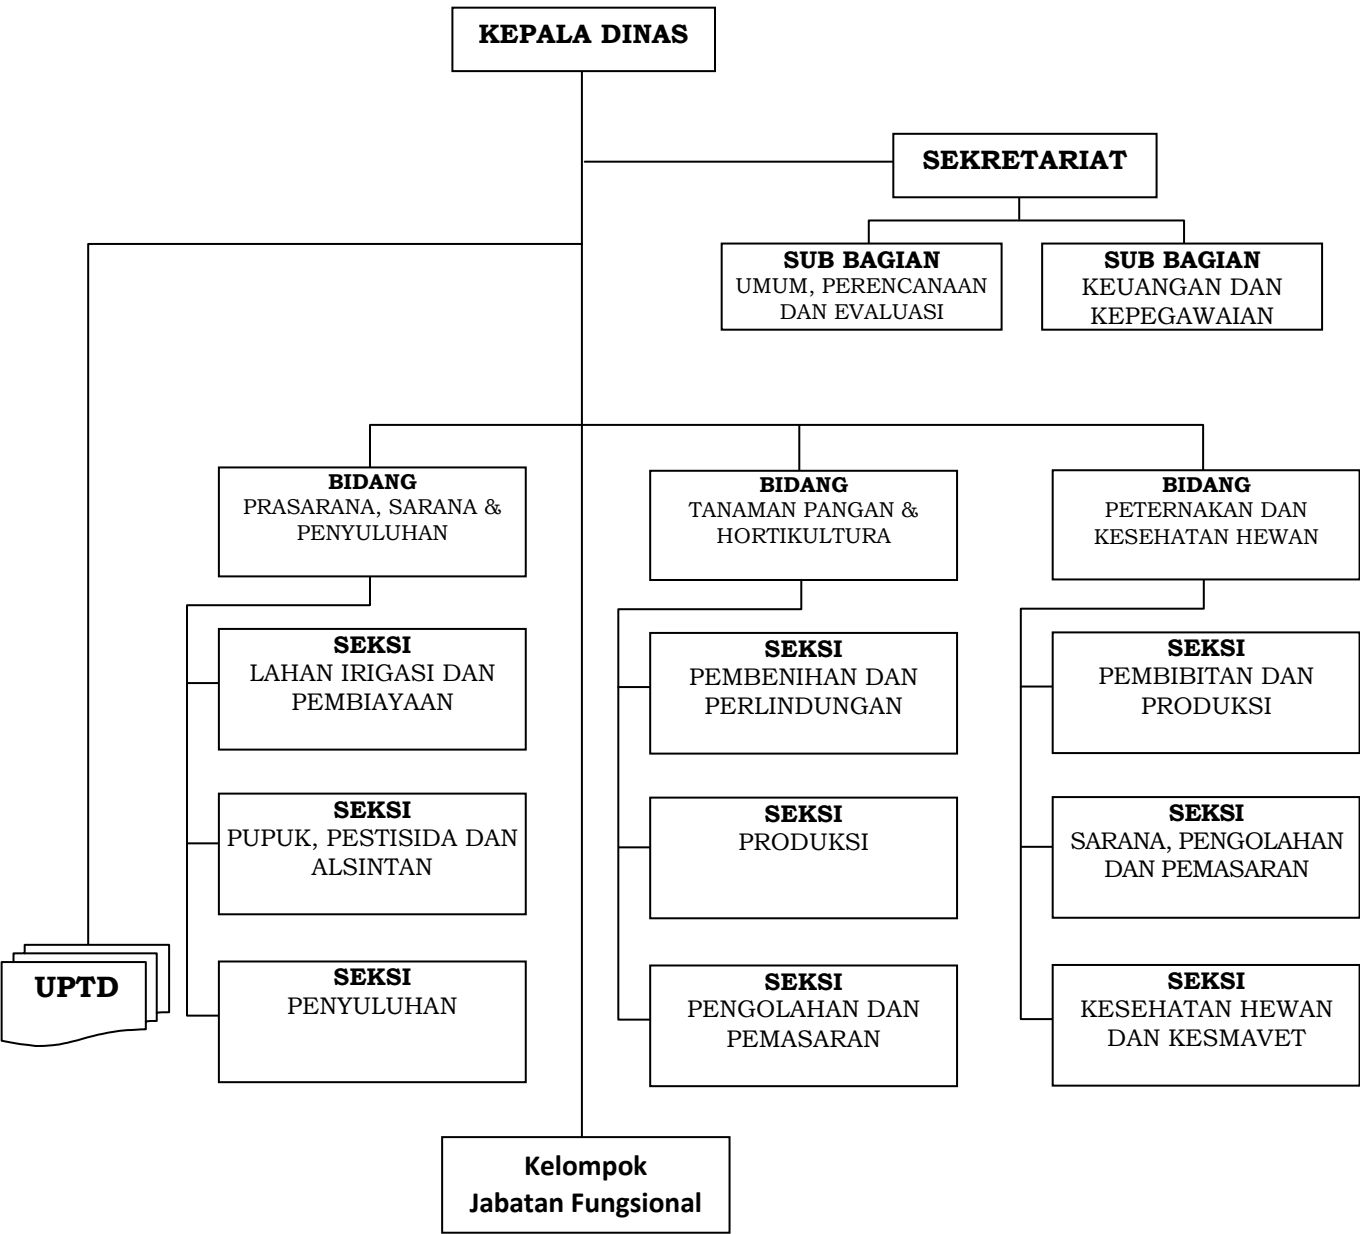 KEPALA DINAS
SEKRETARIAT
SUB BAGIAN
UMUM, PERENCANAAN
DAN EVALUASI
SUB BAGIAN
KEUANGAN DAN
KEPEGAWAIAN
BIDANG
PRASARANA, SARANA &
PENYULUHAN
BIDANG
TANAMAN PANGAN &
HORTIKULTURA
BIDANG
PETERNAKAN DAN
KESEHATAN HEWAN
SEKSI
LAHAN IRIGASI DAN
PEMBIAYAAN
SEKSI
PEMBENIHAN DAN
PERLINDUNGAN
SEKSI
PEMBIBITAN DAN
PRODUKSI
SEKSI
PUPUK, PESTISIDA DAN
ALSINTAN
SEKSI
PRODUKSI
SEKSI
SARANA, PENGOLAHAN
DAN PEMASARAN
UPTD
SEKSI
PENYULUHAN
SEKSI
PENGOLAHAN DAN
PEMASARAN
SEKSI
KESEHATAN HEWAN
DAN KESMAVET
Kelompok
Jabatan Fungsional